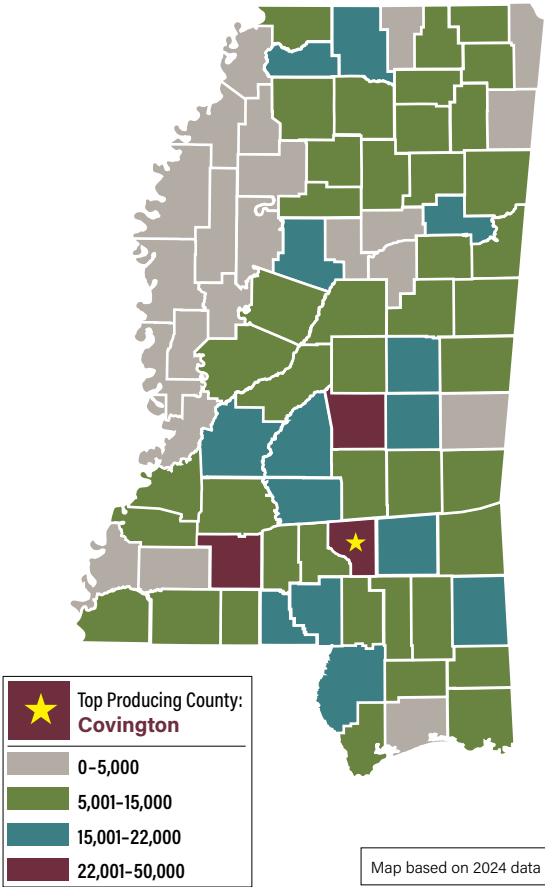 Top Producing County:
Covington
0–5,000
5,001–15,000
15,001–22,000
22,001–50,000
Map based on 2024 data